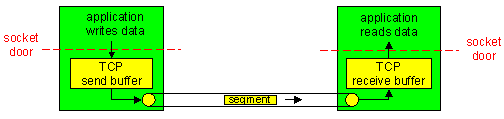 application
writes data
socket
door
TCP
send buffer
segment
application
reads data
socket
door
TCP
receive buffer